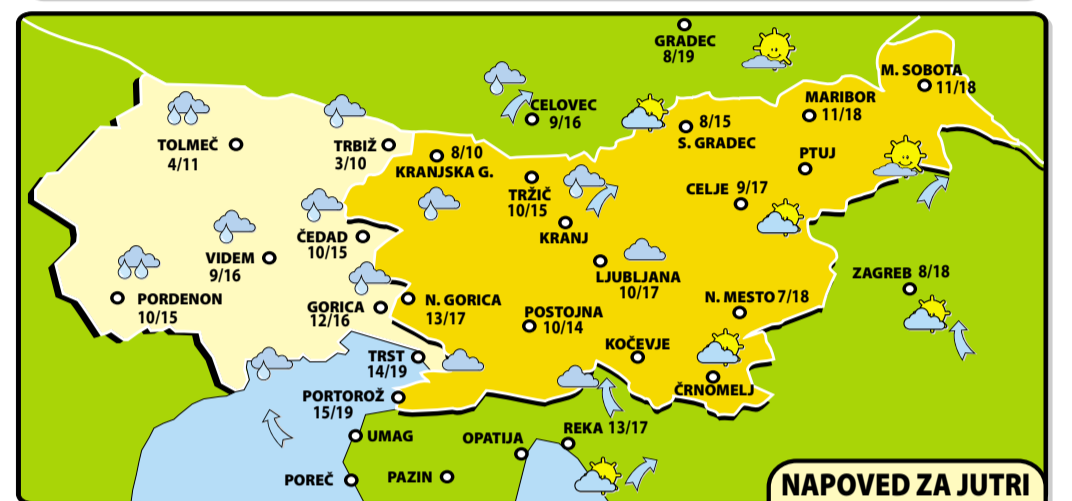 GRADEC
8/19
M. SOBOTA
11/18
MARIBOR
11/18
CELOVEC
9/16
8/15
S. GRADEC
TOLMEČ
4/11
TRBIŽ
3/10
8/10
KRANJSKA G.
PTUJ
TRŽIČ
10/15
CELJE 9/17
KRANJ
ČEDAD
10/15
VIDEM
9/16
LJUBLJANA
10/17
ZAGREB 8/18
PORDENON
10/15
GORICA
12/16
N. GORICA
13/17
N. MESTO 7/18
POSTOJNA
10/14
KOČEVJE
TRST
14/19
ČRNOMELJ
PORTOROŽ
15/19
UMAG
OPATIJA
REKA 13/17
POREČ
PAZIN
NAPOVED ZA JUTRI